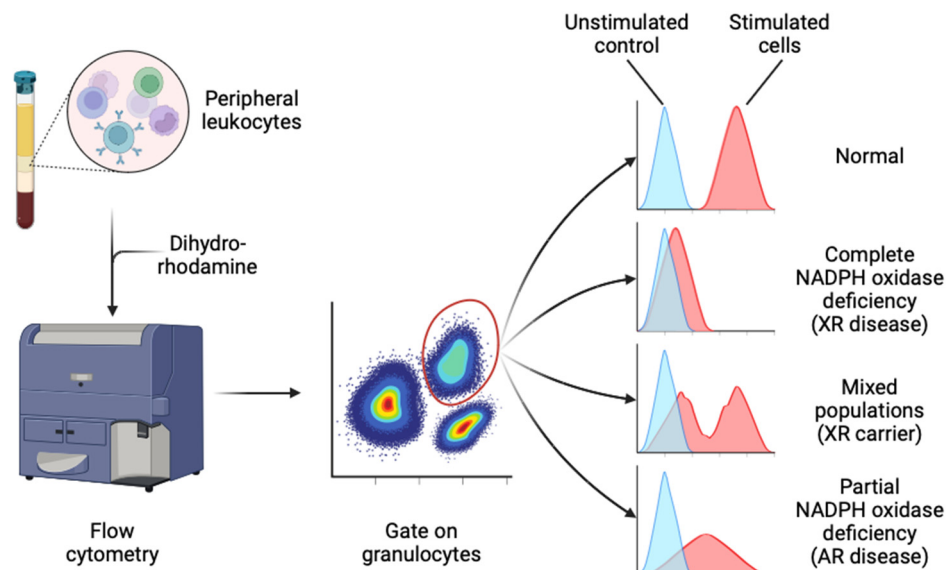 Unstimulated
control
Stimulated
cells
Peripheral
leukocytes
Normal
Dihydro-
rhodamine
Complete
NADPH oxidase
deficiency
(XR disease)
Mixed
populations
(XR carrier)
Partial
NADPH oxidase
deficiency
(AR disease)
Flow
cytometry
Gate on
granulocytes